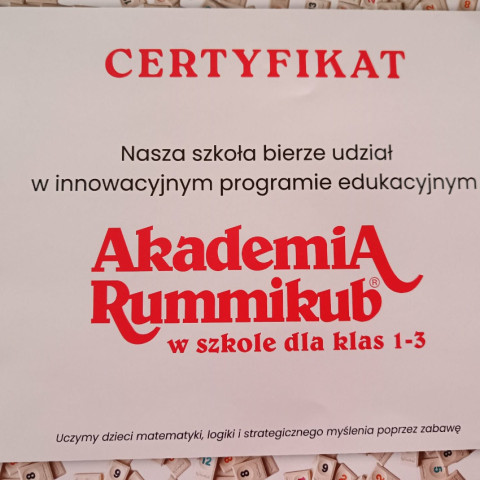 CERTYFIKAT
Nasza szkoła bierze udział
w innowacyjnym programie edukacyjnym
AkademiA
Rummikub®
w szkole dla klas 1-3
Uczymy dzieci matematyki, logiki i strategicznego myślenia poprzez zabawę